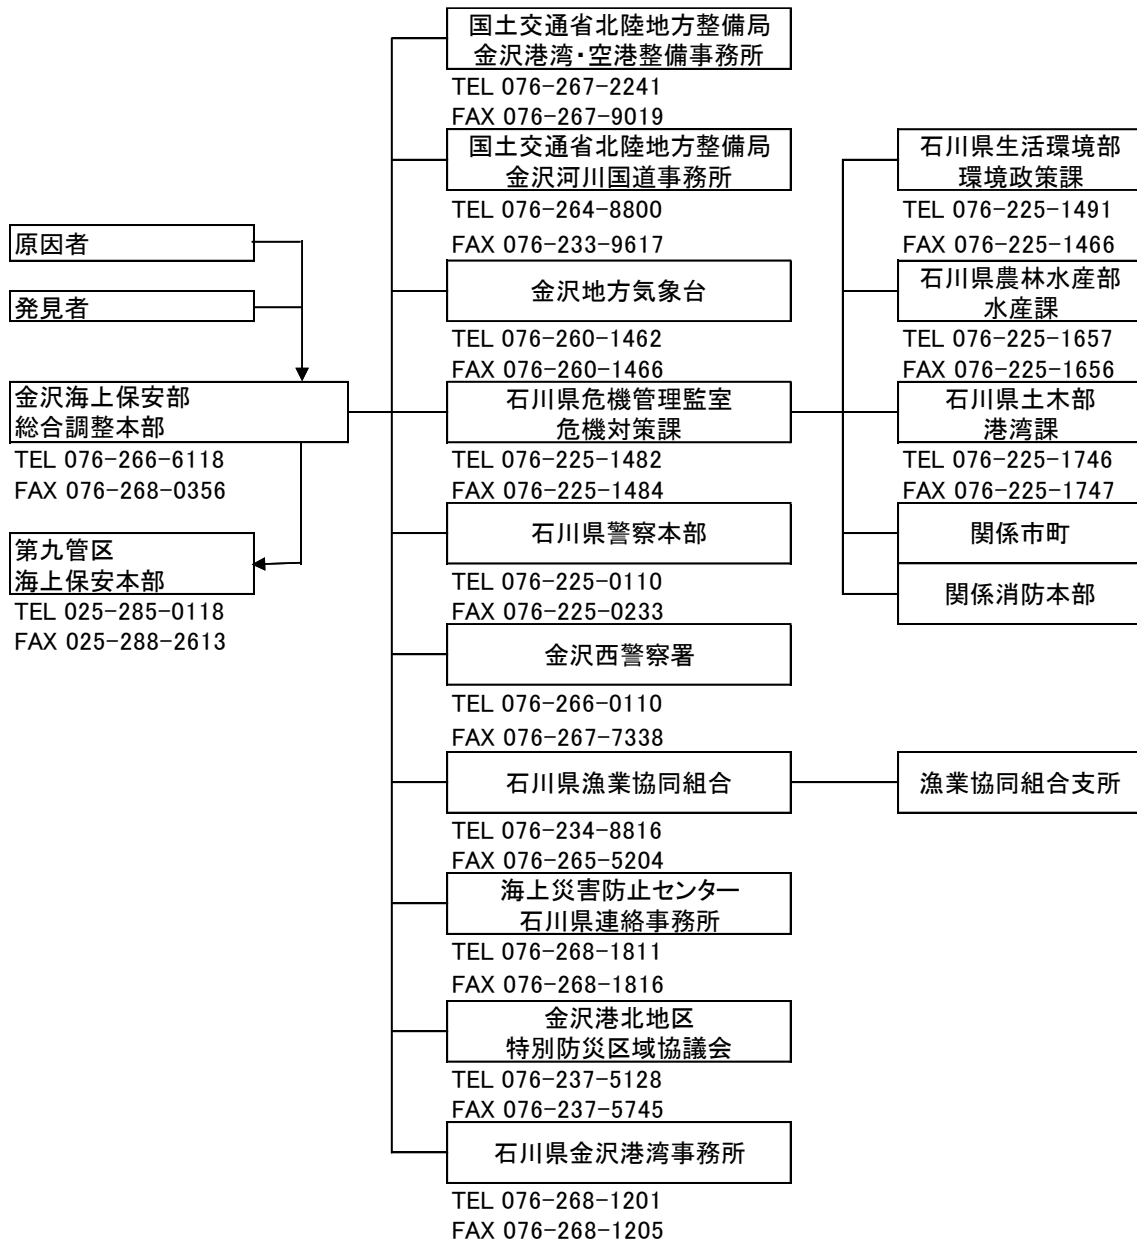 原因者
発見者
金沢海上保安部
総合調整本部
TEL 076-266-6118
FAX 076-268-0356
第九管区
海上保安本部
TEL 025-285-0118
FAX 025-288-2613
国土交通省北陸地方整備局
金沢港湾・空港整備事務所
TEL 076-267-2241
FAX 076-267-9019
国土交通省北陸地方整備局
金沢河川国道事務所
TEL 076-264-8800
FAX 076-233-9617
金沢地方気象台
TEL 076-260-1462
FAX 076-260-1466
石川県危機管理監室
危機対策課
TEL 076-225-1482
FAX 076-225-1484
石川県警察本部
TEL 076-225-0110
FAX 076-225-0233
金沢西警察署
TEL 076-266-0110
FAX 076-267-7338
石川県漁業協同組合
TEL 076-234-8816
FAX 076-265-5204
海上災害防止センター
石川県連絡事務所
TEL 076-268-1811
FAX 076-268-1816
金沢港北地区
特別防災区域協議会
TEL 076-237-5128
FAX 076-237-5745
石川県金沢港湾事務所
TEL 076-268-1201
FAX 076-268-1205
石川県生活環境部
環境政策課
TEL 076-225-1491
FAX 076-225-1466
石川県農林水産部
水産課
TEL 076-225-1657
FAX 076-225-1656
石川県土木部
港湾課
TEL 076-225-1746
FAX 076-225-1747
関係市町
関係消防本部
漁業協同組合支所